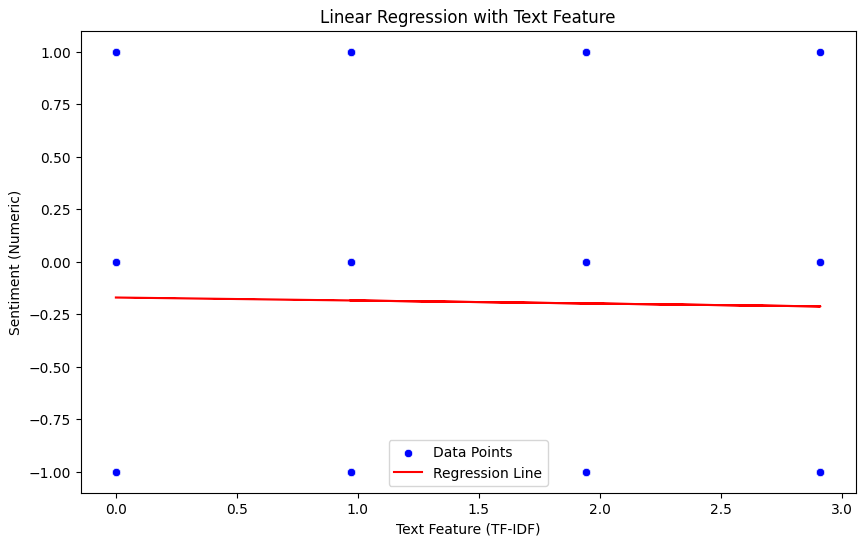 Linear Regression with Text Feature
Sentiment (Numeric)
1.00
0.75
0.50
0.25
0.00
−0.25
−0.50
−0.75
−1.00
Data Points
Regression Line
0.0 0.5 1.0 1.5 2.0 2.5 3.0
Text Feature (TF-IDF)